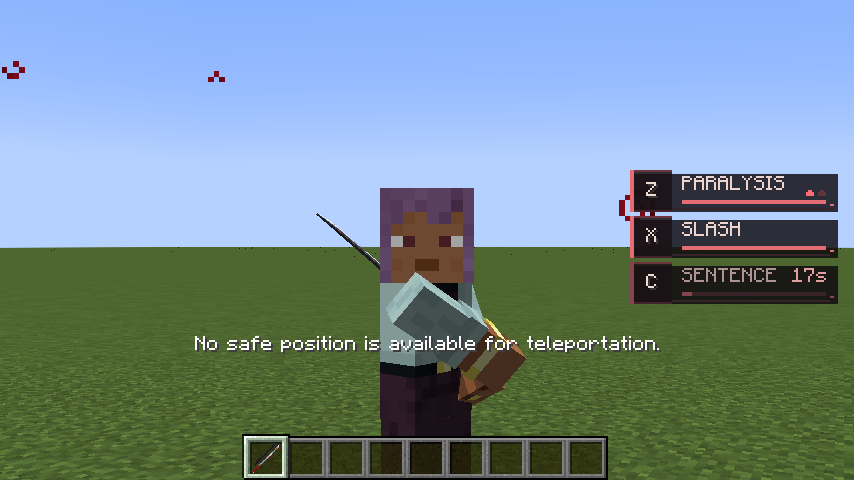 Z PARALYSIS
X SLASH
C SENTENCE 17s
No safe position is available for teleportation.